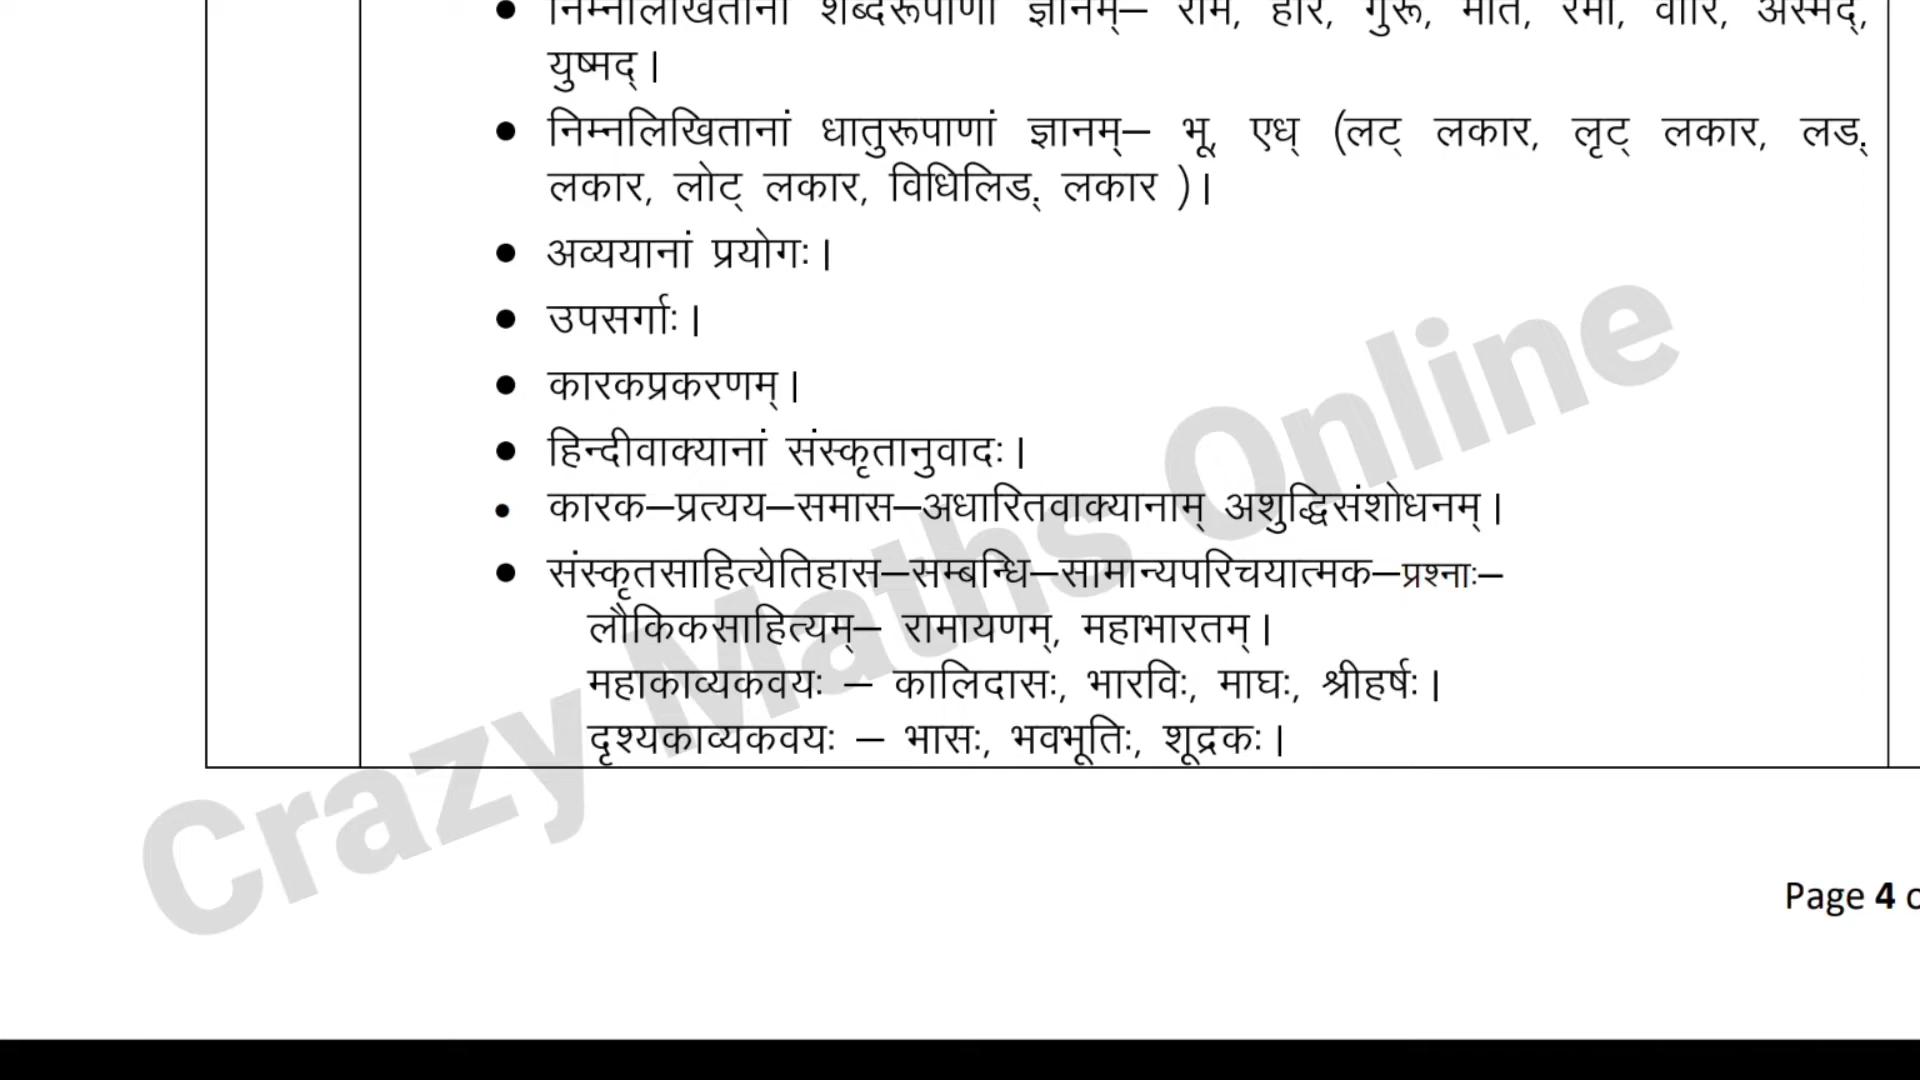 ● निम्नलिखितानां शब्दरूपाणां ज्ञानम्– राम, हरि, गुरू, मति, रमा, वारि, अस्मद्,
युष्मद्।
● निम्नलिखितानां धातुरूपाणां ज्ञानम्– भू, एध् (लट् लकार, लृट् लकार, लड़्
लकार, लोट् लकार, विधिलिड़् लकार )।
● अव्ययानां प्रयोगः।
● उपसर्गाः।
● कारकप्रकरणम्।
● हिन्दीवाक्यानां संस्कृतानुवादः।
● कारक–प्रत्यय–समास–अधारितवाक्यानाम् अशुद्धिसंशोधनम्।
● संस्कृतसाहित्येतिहास–सम्बन्धि–सामान्यपरिचयात्मक–प्रश्नाः–
लौकिकसाहित्यम्– रामायणम्, महाभारतम्।
महाकाव्यकवयः – कालिदासः, भारविः, माघः, श्रीहर्षः।
दृश्यकाव्यकवयः – भासः, भवभूतिः, शूद्रकः।
Crazy Maths Online
Page 4